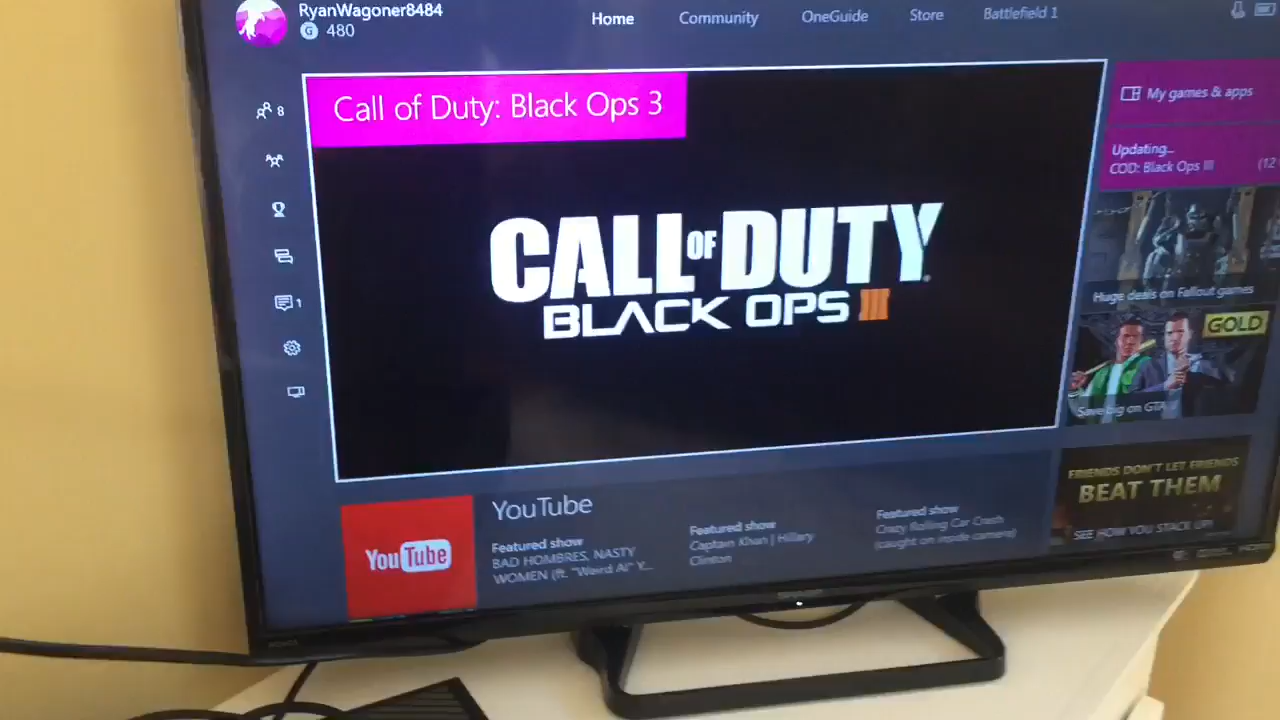 RyanWagoner8484
G 480
Home
Community
OneGuide
Store
Battlefield 1
8
1
Call of Duty: Black Ops 3
CALL OF DUTY
BLACK OPS III
My games & apps
Updating...
COD: Black Ops III (12
Huge deals on Fallout games
GOLD
Save big on GTA V
FRIENDS DON'T LET FRIENDS
BEAT THEM
SEE HOW YOU STACK UP!
YouTube
YouTube
Featured show
BAD HOMBRES, NASTY
WOMEN (ft. "Weird Al" Y...
Featured show
Captain Khan | Hillary
Clinton
Featured show
Crazy Rolling Car Crash
(caught on inside camera)
SHARP